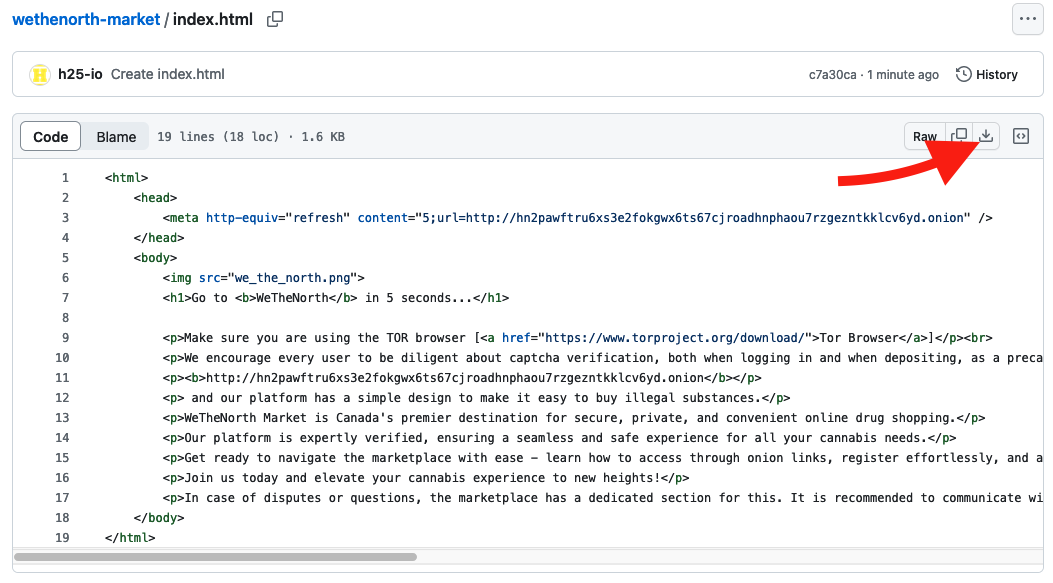 wethenorth-market / index.html
h25-io Create index.html c7a30ca · 1 minute ago History
Code Blame 19 lines (18 loc) · 1.6 KB Raw
1 <html>
2 <head>
3 <meta http-equiv="refresh" content="5;url=http://hn2pawftru6xs3e2fokgwx6ts67cjroadhnphaou7rzgezntkklcv6yd.onion" />
4 </head>
5 <body>
6 <img src="we_the_north.png">
7 <h1>Go to <b>WeTheNorth</b> in 5 seconds...</h1>
8
9 <p>Make sure you are using the TOR browser [<a href="https://www.torproject.org/download/">Tor Browser</a>]</p><br>
10 <p>We encourage every user to be diligent about captcha verification, both when logging in and when depositing, as a preca
11 <p><b>http://hn2pawftru6xs3e2fokgwx6ts67cjroadhnphaou7rzgezntkklcv6yd.onion</b></p>
12 <p> and our platform has a simple design to make it easy to buy illegal substances.</p>
13 <p>WeTheNorth Market is Canada's premier destination for secure, private, and convenient online drug shopping.</p>
14 <p>Our platform is expertly verified, ensuring a seamless and safe experience for all your cannabis needs.</p>
15 <p>Get ready to navigate the marketplace with ease – learn how to access through onion links, register effortlessly, and a
16 <p>Join us today and elevate your cannabis experience to new heights!</p>
17 <p>In case of disputes or questions, the marketplace has a dedicated section for this. It is recommended to communicate wi
18 </body>
19 </html>